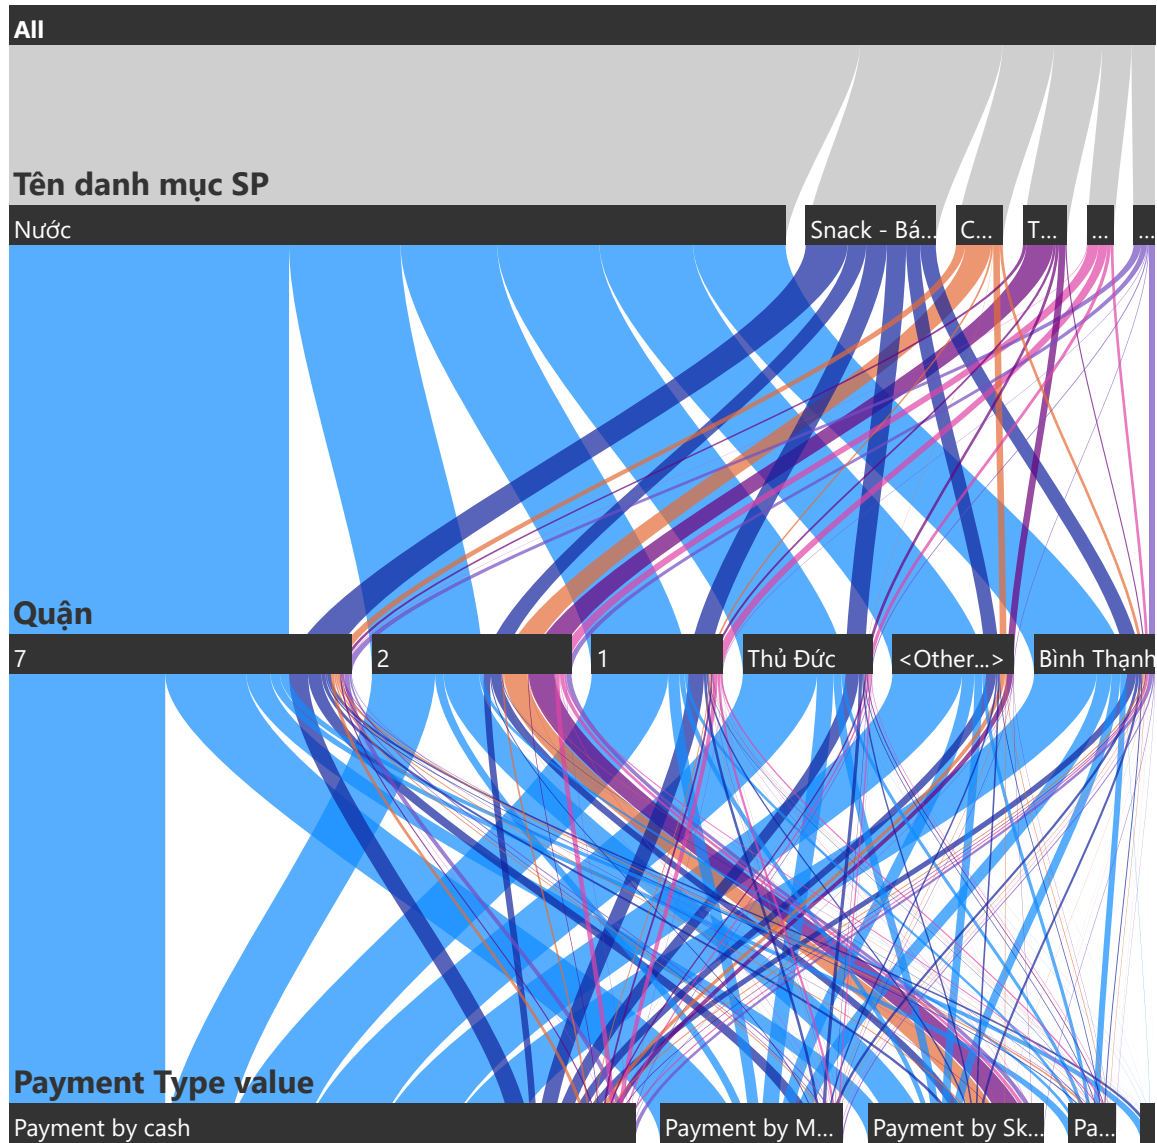 All
Tên danh mục SP
Nước
Snack - Bá...
C...
T...
...
...
Quận
7
2
1
Thủ Đức
<Other...>
Bình Thạnh
Payment Type value
Payment by cash
Payment by M...
Payment by Sk...
Pa...